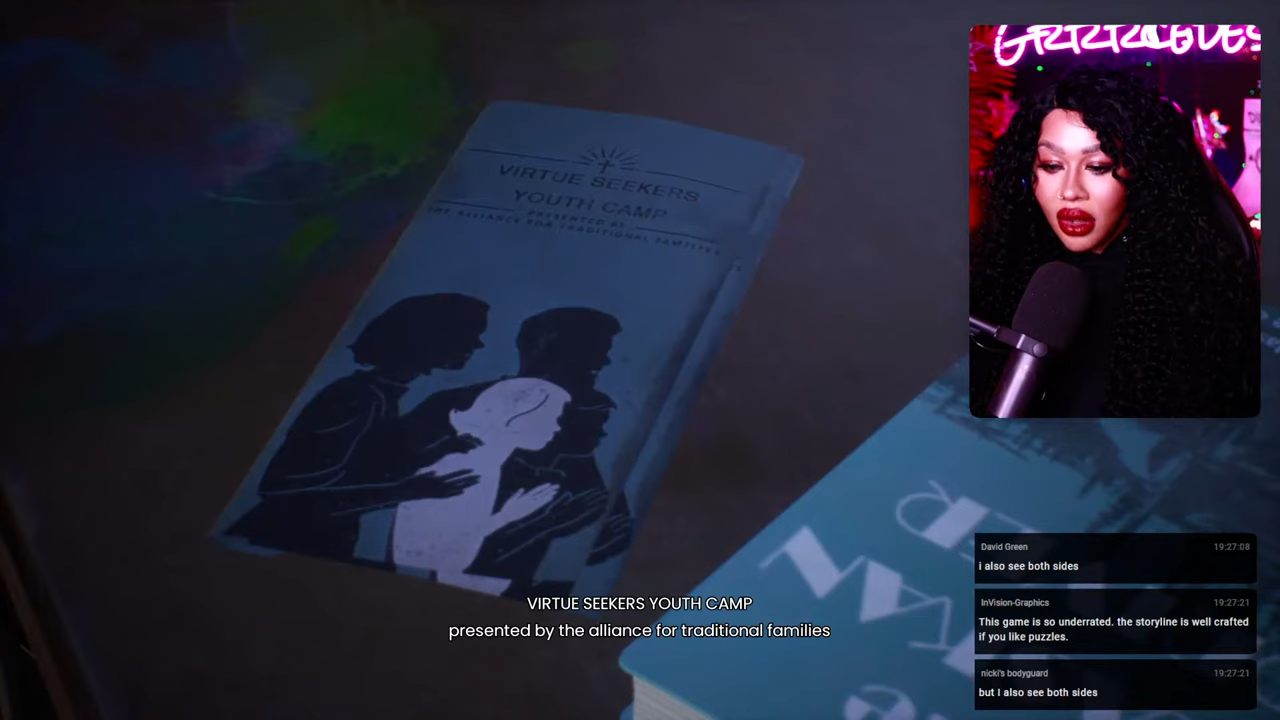 VIRTUE SEEKERS
YOUTH CAMP
PRESENTED BY
THE ALLIANCE FOR TRADITIONAL FAMILIES
VIRTUE SEEKERS YOUTH CAMP
presented by the alliance for traditional families
David Green 19:27:08
i also see both sides
InVision-Graphics 19:27:21
This game is so underrated. the storyline is well crafted
if you like puzzles.
nicki's bodyguard 19:27:21
but I also see both sides